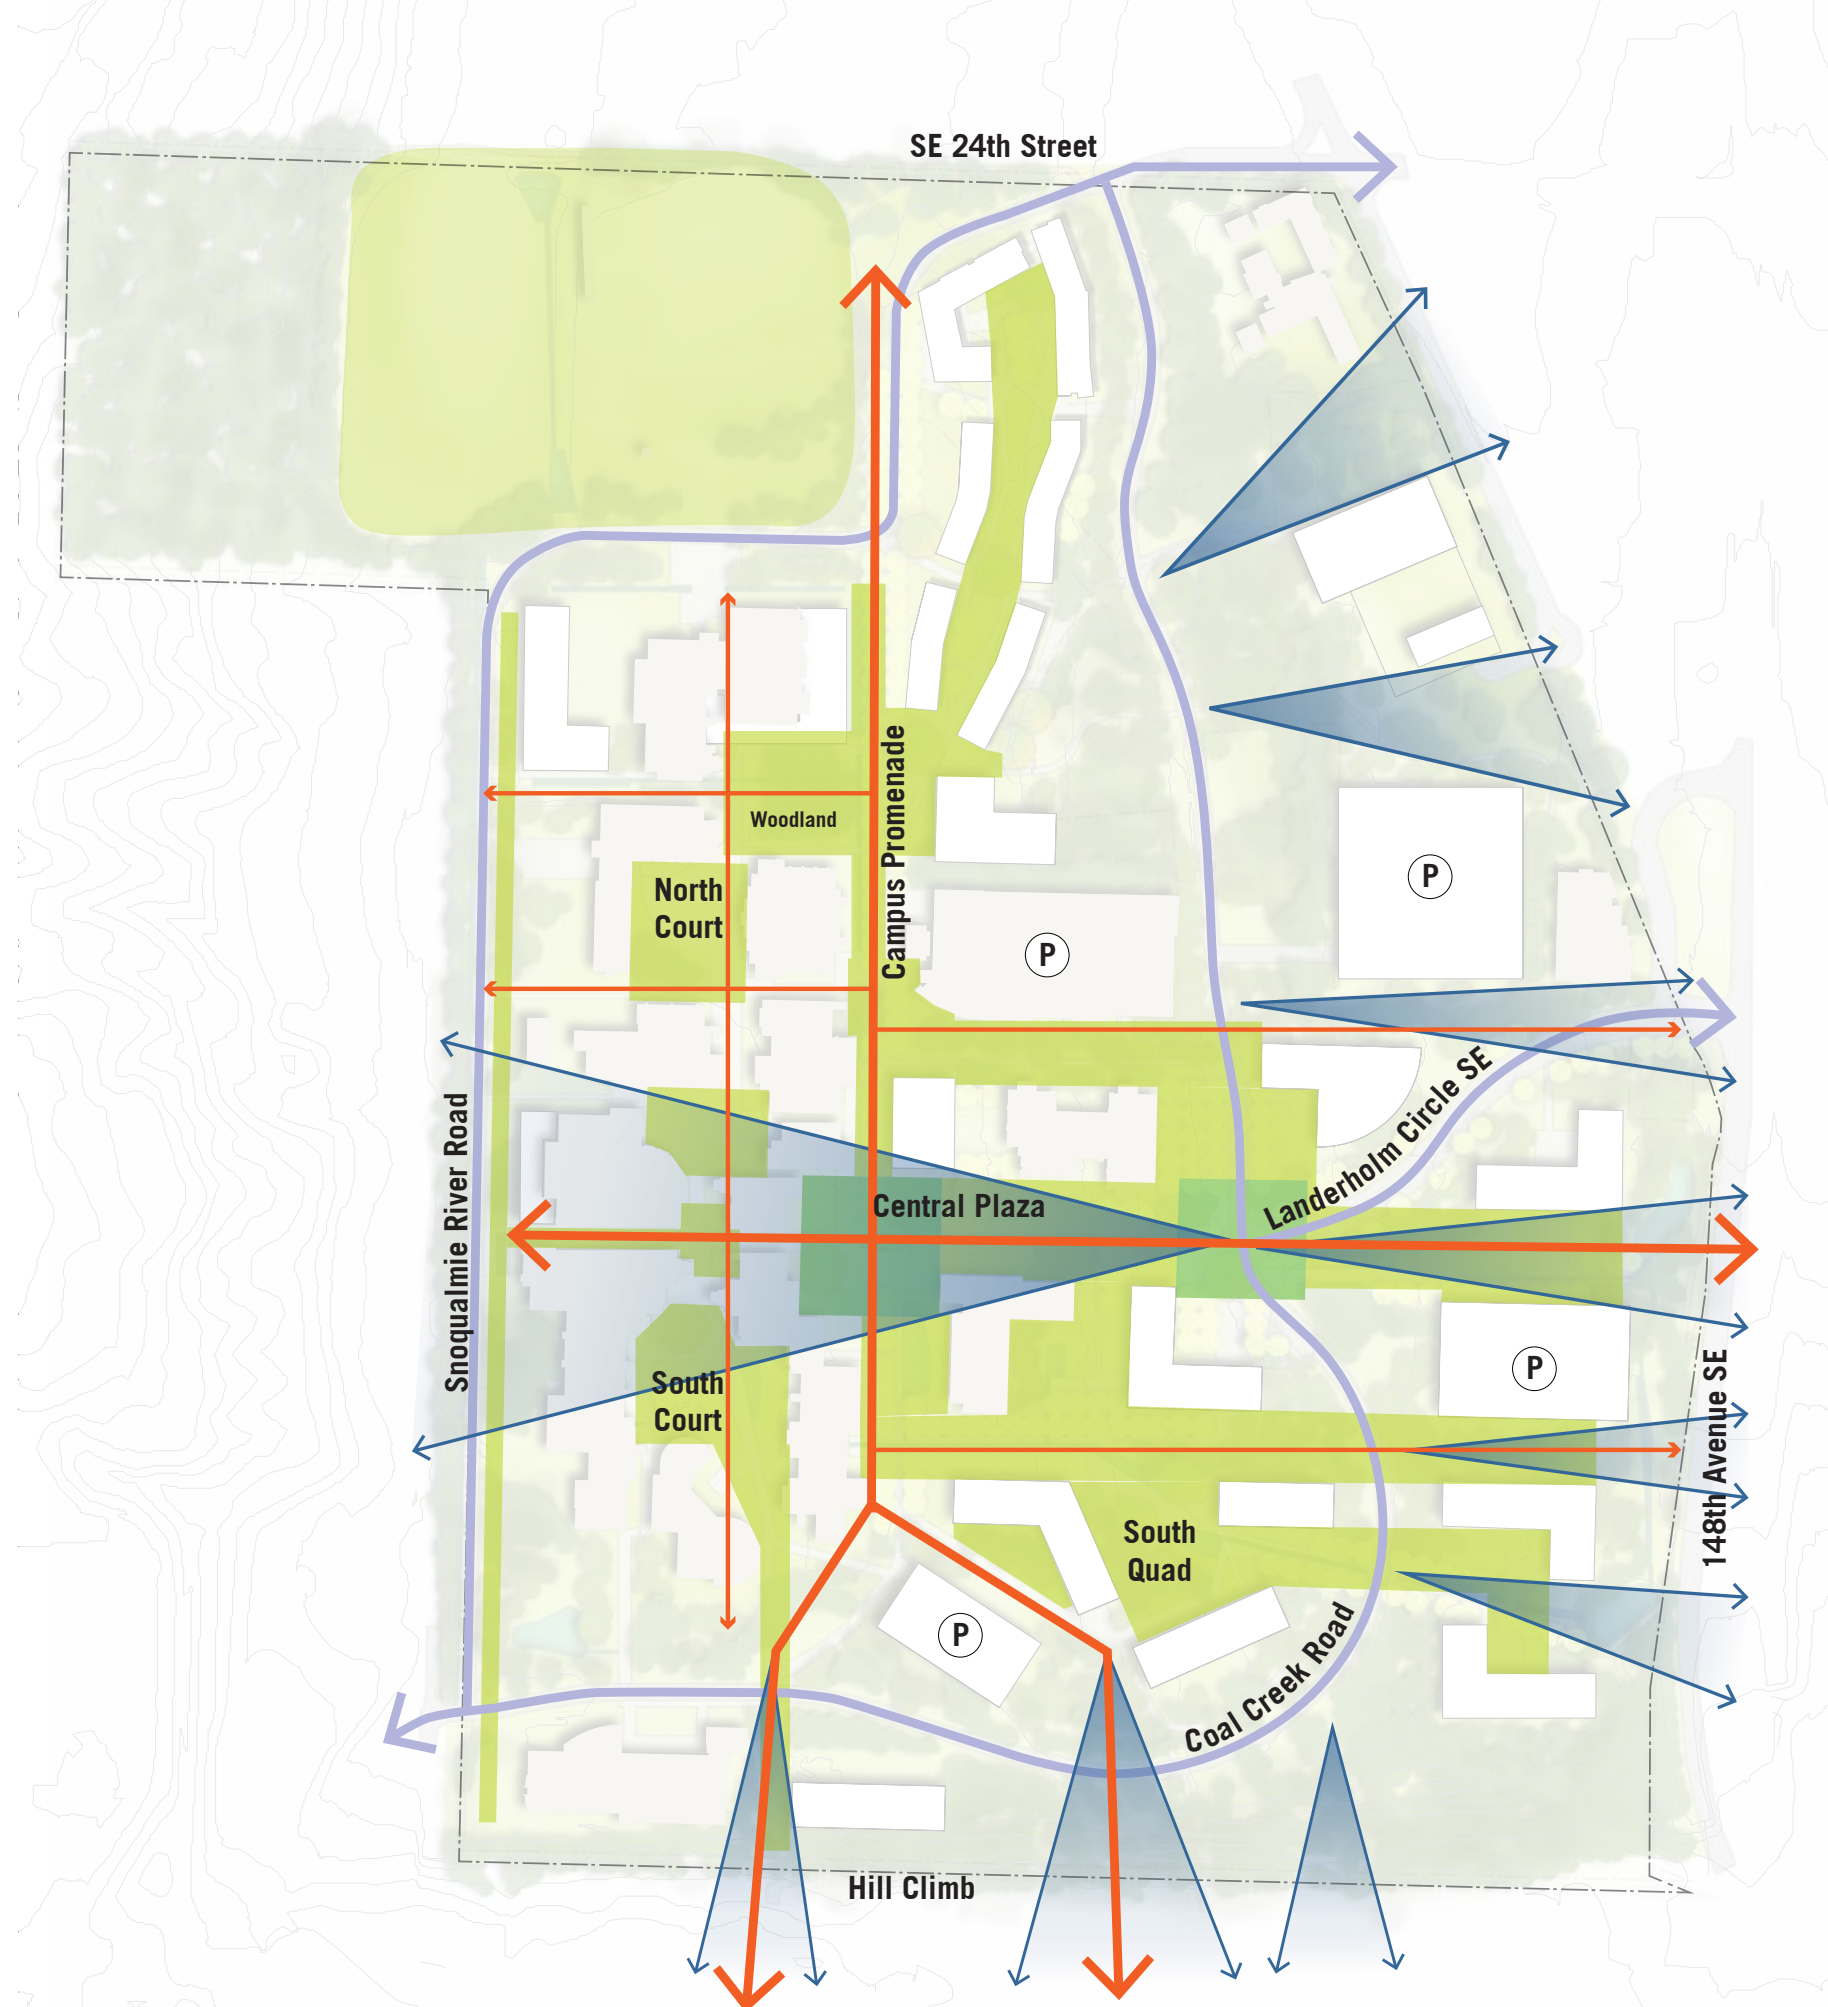 SE 24th Street
Campus Promenade
Woodland
North
Court
P
P
Snoqualmie River Road
Landerholm Circle SE
Central Plaza
South
Court
P
148th Avenue SE
South
Quad
P
Coal Creek Road
Hill Climb